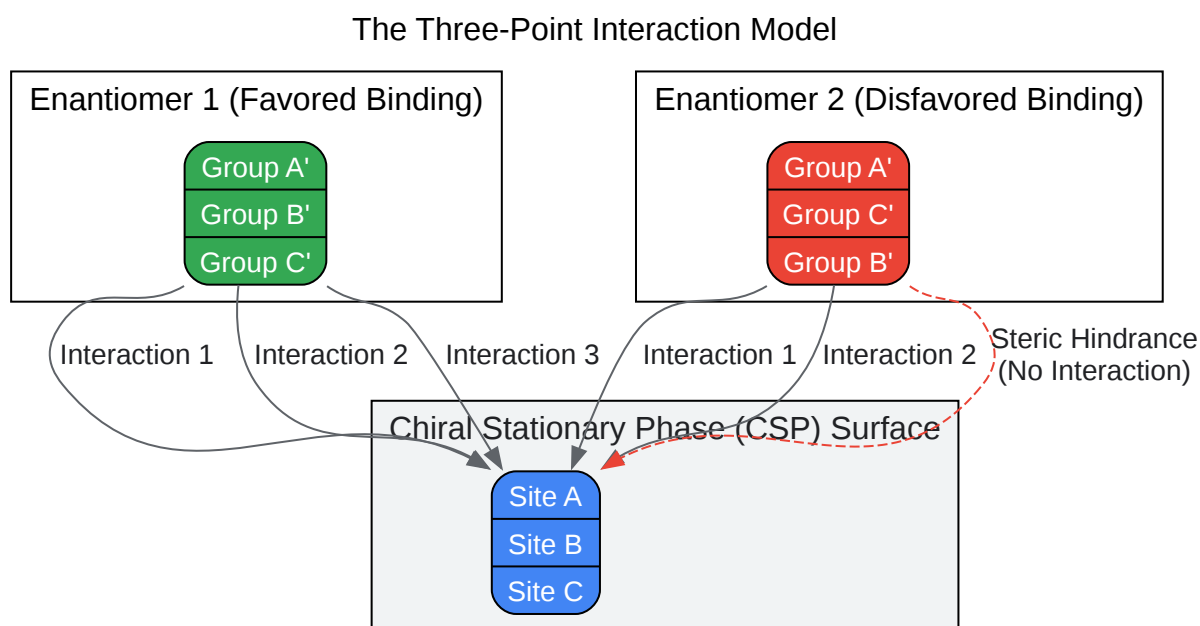 The Three-Point Interaction Model
Enantiomer 1 (Favored Binding)
Group A'
Group B'
Group C'
Enantiomer 2 (Disfavored Binding)
Group A'
Group C'
Group B'
Interaction 1
Interaction 2
Interaction 3
Interaction 1
Interaction 2
Steric Hindrance
(No Interaction)
Chiral Stationary Phase (CSP) Surface
Site A
Site B
Site C